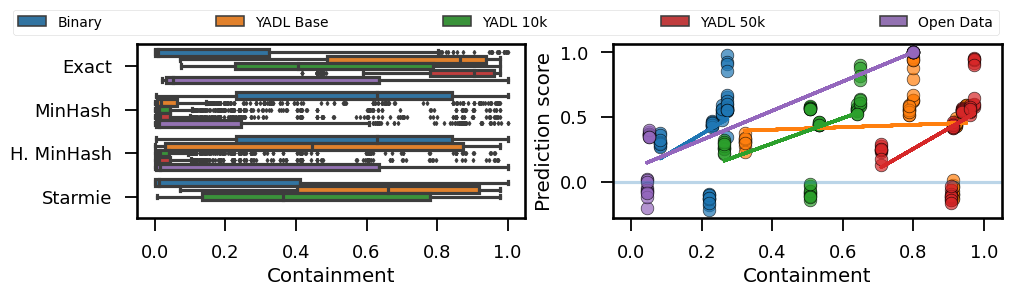 Binary YADL Base YADL 10k YADL 50k Open Data
Exact
MinHash
H. MinHash
Starmie
0.0 0.2 0.4 0.6 0.8 1.0
Containment
Prediction score
1.0
0.5
0.0
0.0 0.2 0.4 0.6 0.8 1.0
Containment